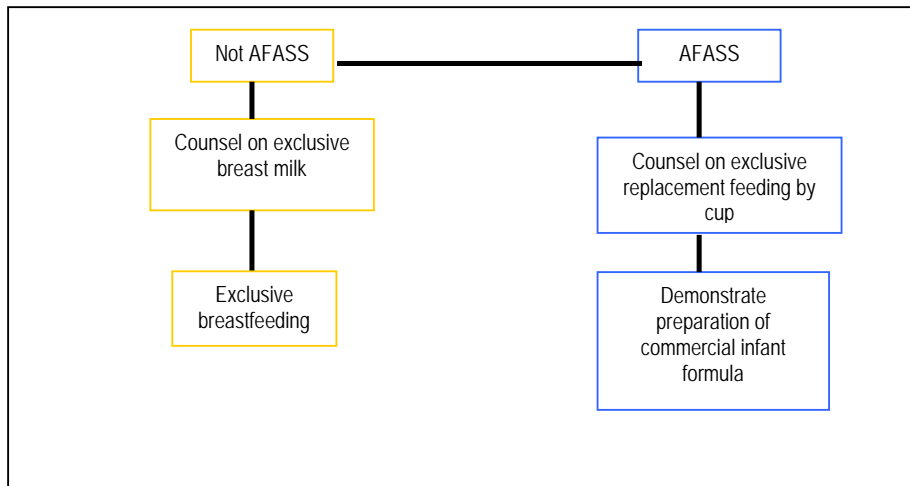 Not AFASS
AFASS
Counsel on exclusive
breast milk
Counsel on exclusive
replacement feeding by
cup
Exclusive
breastfeeding
Demonstrate
preparation of
commercial infant
formula